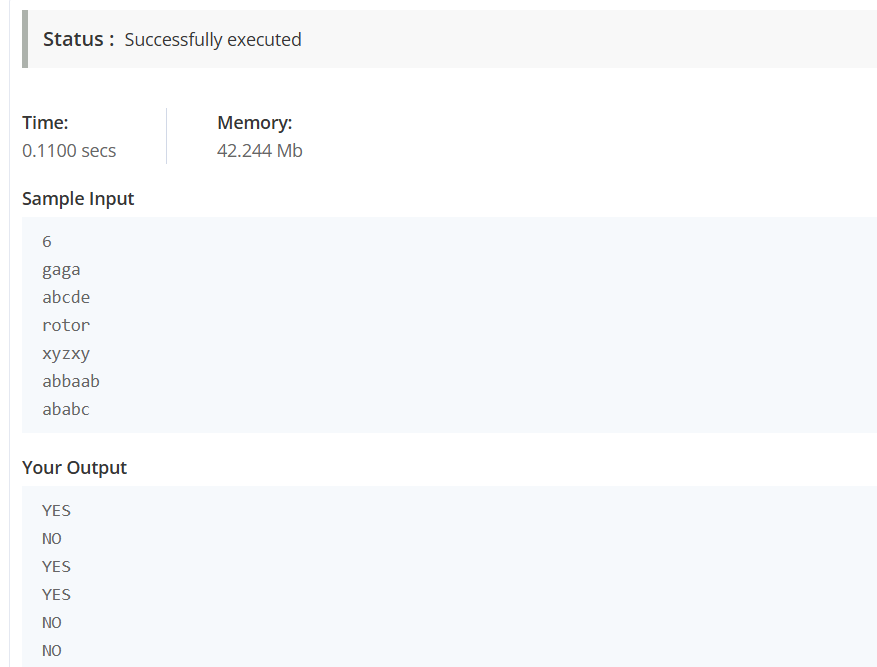 Status : Successfully executed
Time: Memory:
0.1100 secs 42.244 Mb
Sample Input
6
gaga
abcde
rotor
xyzxy
abbaab
ababc
Your Output
YES
NO
YES
YES
NO
NO